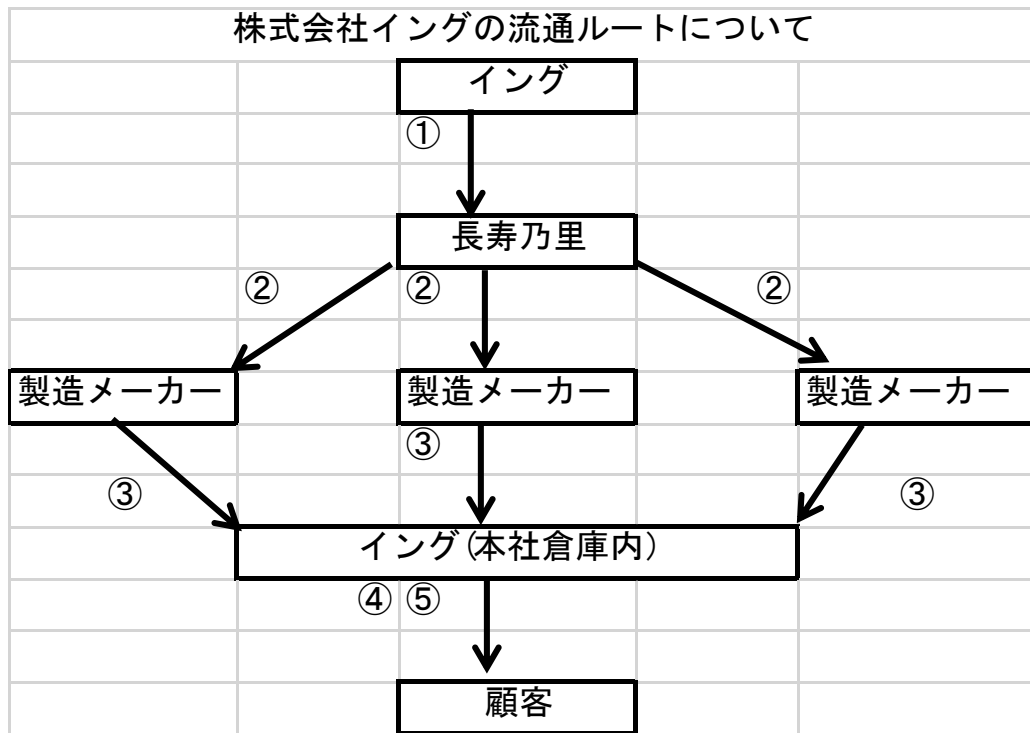 株式会社イングの流通ルートについて
イング
①
長寿乃里
② ② ②
製造メーカー 製造メーカー 製造メーカー
③
③ ③
イング(本社倉庫内)
④ ⑤
顧客